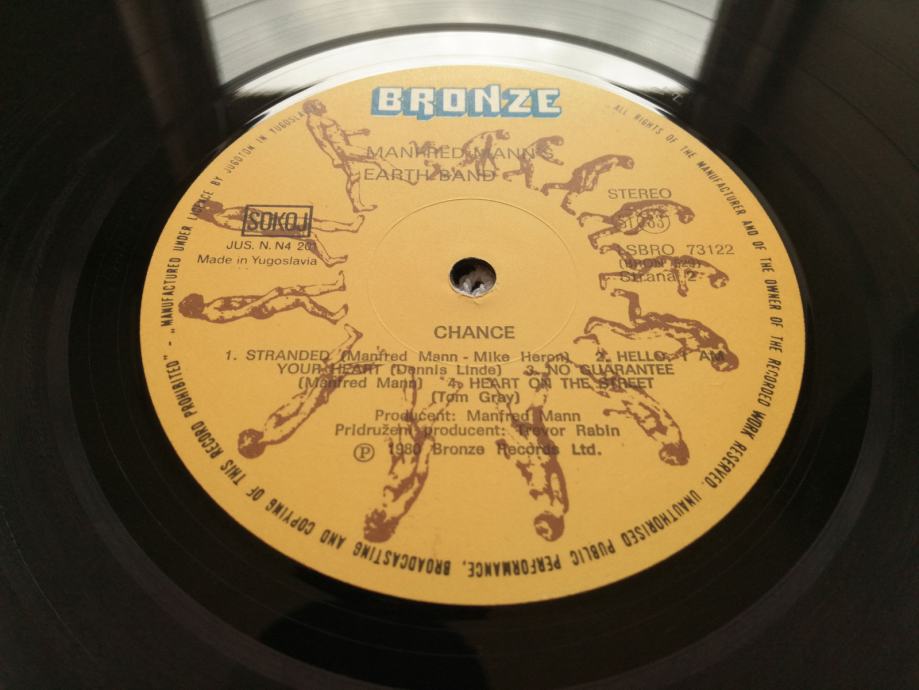 BRONZE
MANFRED MANN'S
EARTH BAND
SOKOJ
JUS. N. N4 201
Made in Yugoslavia
STEREO
SBRO 73122
Strana 2
CHANCE
1. STRANDED (Manfred Mann - Mike Heron) 2. HELLO, I AM
YOUR HEART (Dennis Linde) 3. NO GUARANTEE
(Manfred Mann) 4. HEART ON THE STREET
(Tom Gray)
Producent: Manfred Mann
Pridruženi producent: Trevor Rabin
Ⓟ 1980 Bronze Records Ltd.
"MANUFACTURED UNDER LICENCE BY JUGOTON IN YUGOSLA
- ALL RIGHTS OF THE MANUFACTURER AND OF THE OWNER OF THE RECORDED WORK RESERVED. UNAUTHORISED PUBLIC PERFORMANCE, BROADCASTING AND COPYING OF THIS RECORD PROHIBITED" -